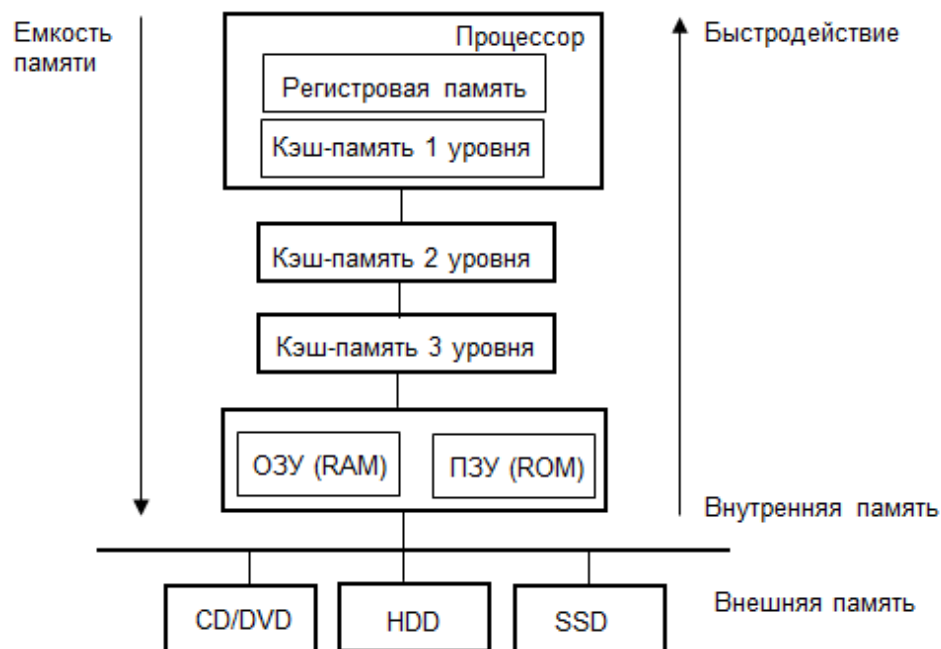 Емкость
памяти
Процессор
Быстродействие
Регистровая память
Кэш-память 1 уровня
Кэш-память 2 уровня
Кэш-память 3 уровня
ОЗУ (RAM)
ПЗУ (ROM)
Внутренняя память
CD/DVD
HDD
SSD
Внешняя память